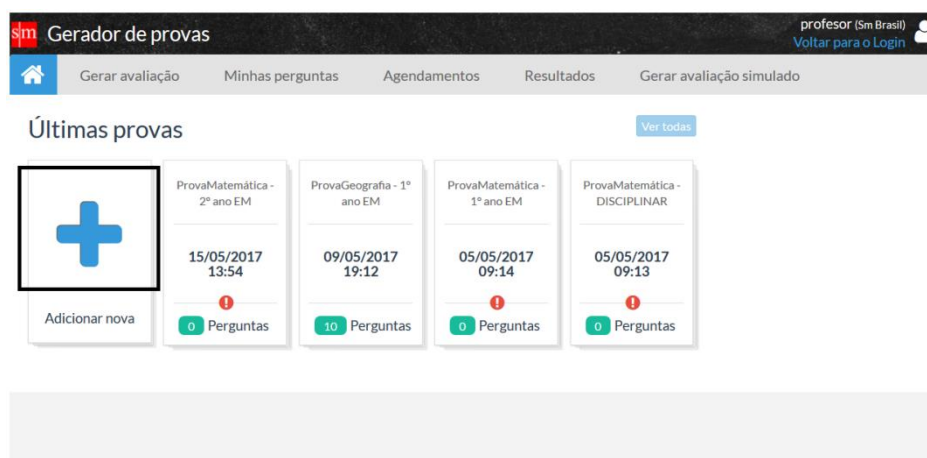 sm Gerador de provas
profesor (Sm Brasil)
Voltar para o Login
Gerar avaliação Minhas perguntas Agendamentos Resultados Gerar avaliação simulado
Últimas provas
Ver todas
Adicionar nova
ProvaMatemática -
2º ano EM
15/05/2017
13:54
0 Perguntas
ProvaGeografia - 1º
ano EM
09/05/2017
19:12
10 Perguntas
ProvaMatemática -
1º ano EM
05/05/2017
09:14
0 Perguntas
ProvaMatemática -
DISCIPLINAR
05/05/2017
09:13
0 Perguntas